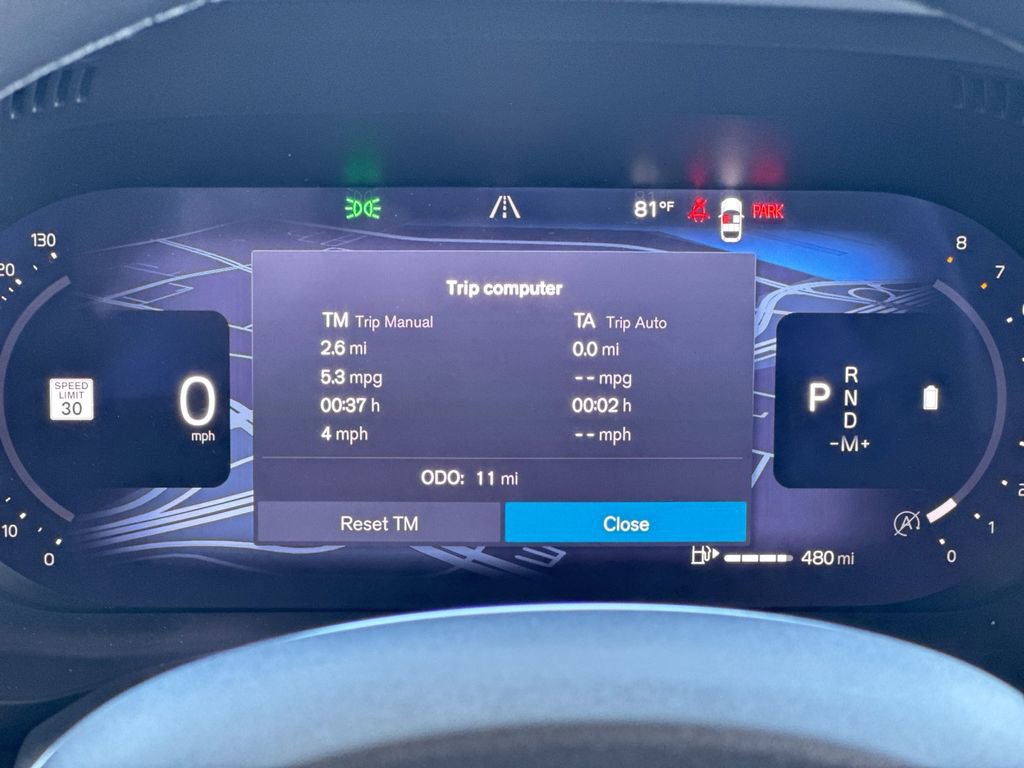 81°F PARK
130
20
10
0
SPEED
LIMIT
30
0
mph
Trip computer
TM Trip Manual
2.6 mi
5.3 mpg
00:37 h
4 mph
TA Trip Auto
0.0 mi
-- mpg
00:02 h
-- mph
ODO: 11 mi
Reset TM
Close
P
R
N
D
-M+
8
7
2
1
0
A
480 mi